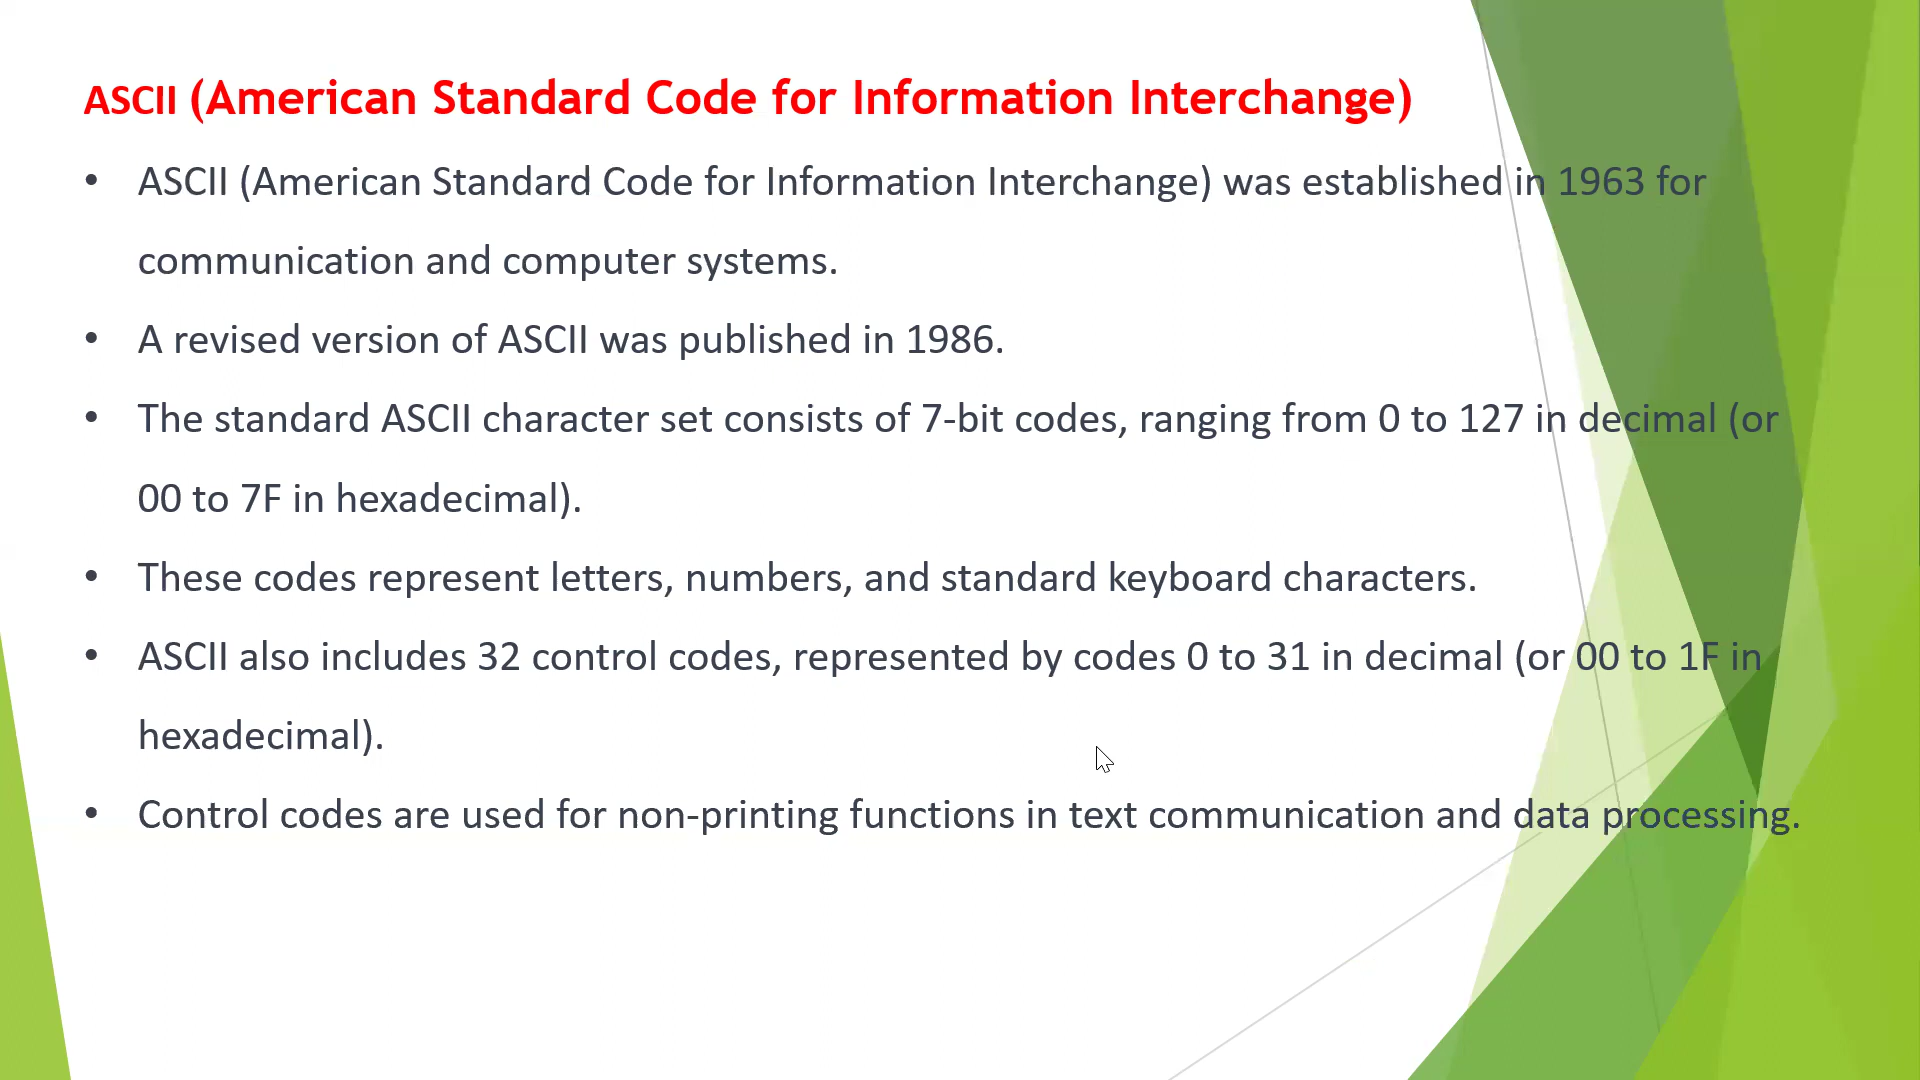 ASCII (American Standard Code for Information Interchange)
• ASCII (American Standard Code for Information Interchange) was established in 1963 for
communication and computer systems.
• A revised version of ASCII was published in 1986.
• The standard ASCII character set consists of 7-bit codes, ranging from 0 to 127 in decimal (or
00 to 7F in hexadecimal).
• These codes represent letters, numbers, and standard keyboard characters.
• ASCII also includes 32 control codes, represented by codes 0 to 31 in decimal (or 00 to 1F in
hexadecimal).
• Control codes are used for non-printing functions in text communication and data processing.